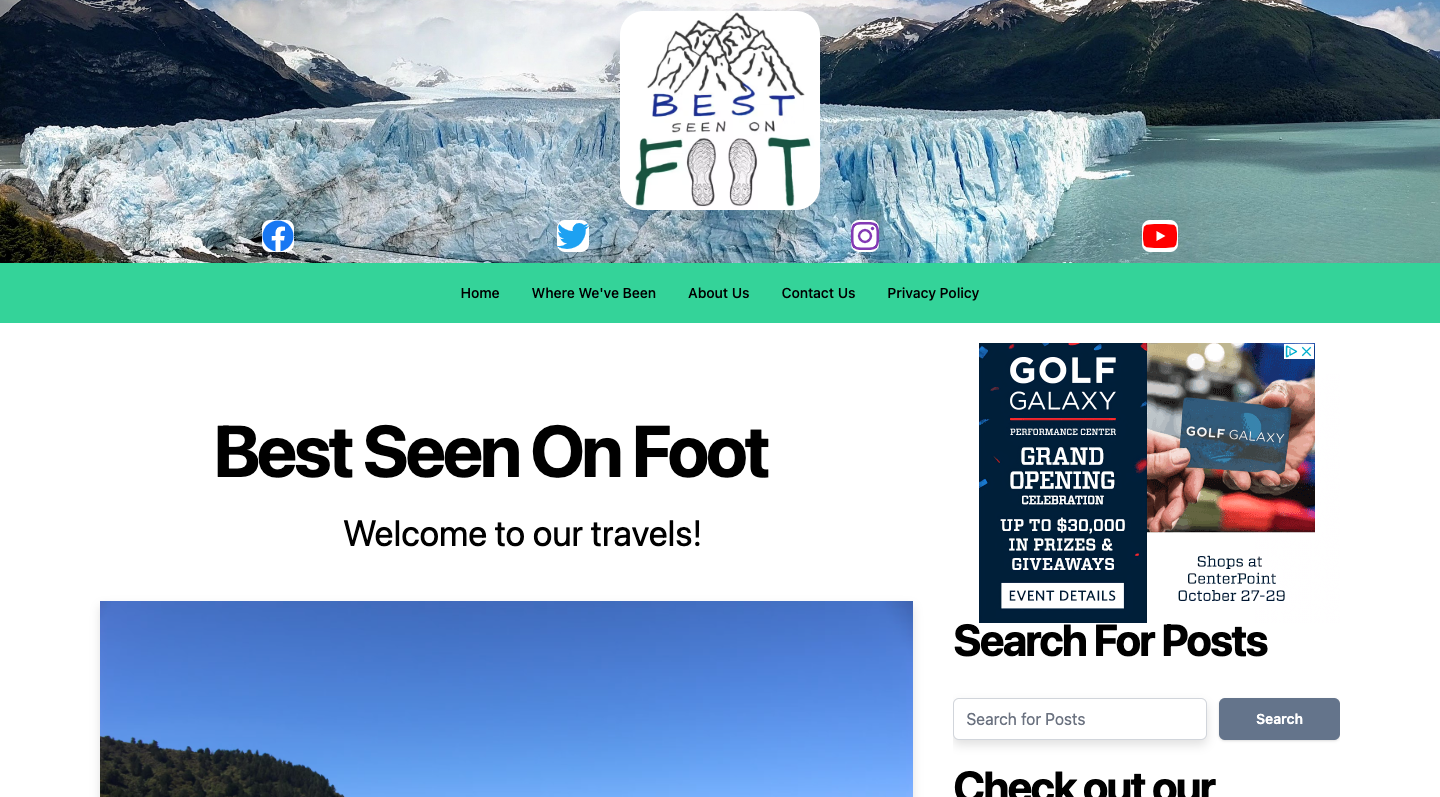 BEST
SEEN ON
FOOT
Home
Where We've Been
About Us
Contact Us
Privacy Policy
Best Seen On Foot
Welcome to our travels!
GOLF
GALAXY
PERFORMANCE CENTER
GRAND
OPENING
CELEBRATION
UP TO $30,000
IN PRIZES &
GIVEAWAYS
EVENT DETAILS
GOLF GALAXY
Shops at
CenterPoint
October 27-29
Search For Posts
Search for Posts
Search
Check out our